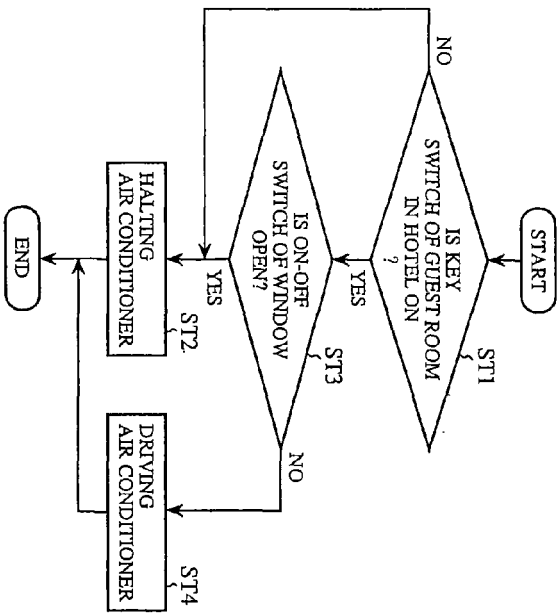 START
IS KEY
SWITCH OF GUEST ROOM
IN HOTEL ON
?
ST1
NO
YES
IS ON-OFF
SWITCH OF WINDOW
OPEN?
ST3
YES
NO
HALTING
AIR CONDITIONER
ST2
DRIVING
AIR CONDITIONER
ST4
END